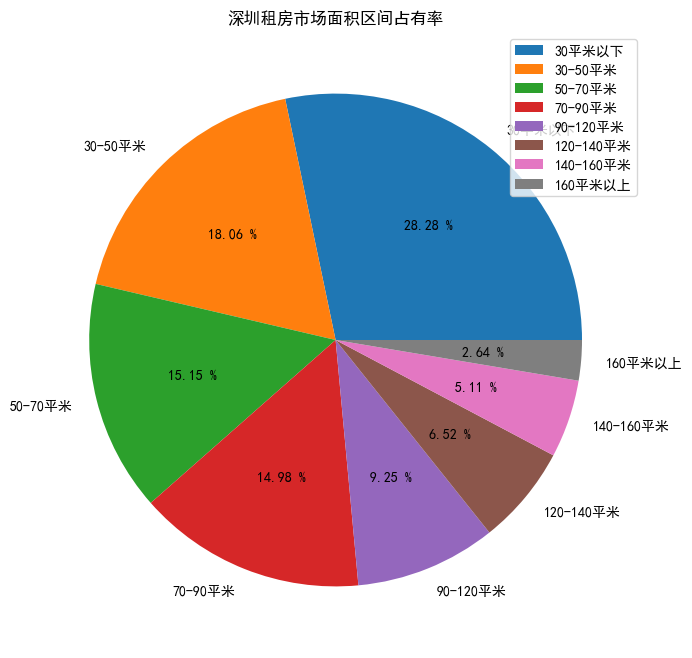 深圳租房市场面积区间占有率
30平米以下
30-50平米
50-70平米
70-90平米
90-120平米
120-140平米
140-160平米
160平米以上
30-50平米
28.28 %
18.06 %
2.64 %
160平米以上
15.15 %
5.11 %
50-70平米
140-160平米
6.52 %
14.98 %
9.25 %
120-140平米
70-90平米
90-120平米